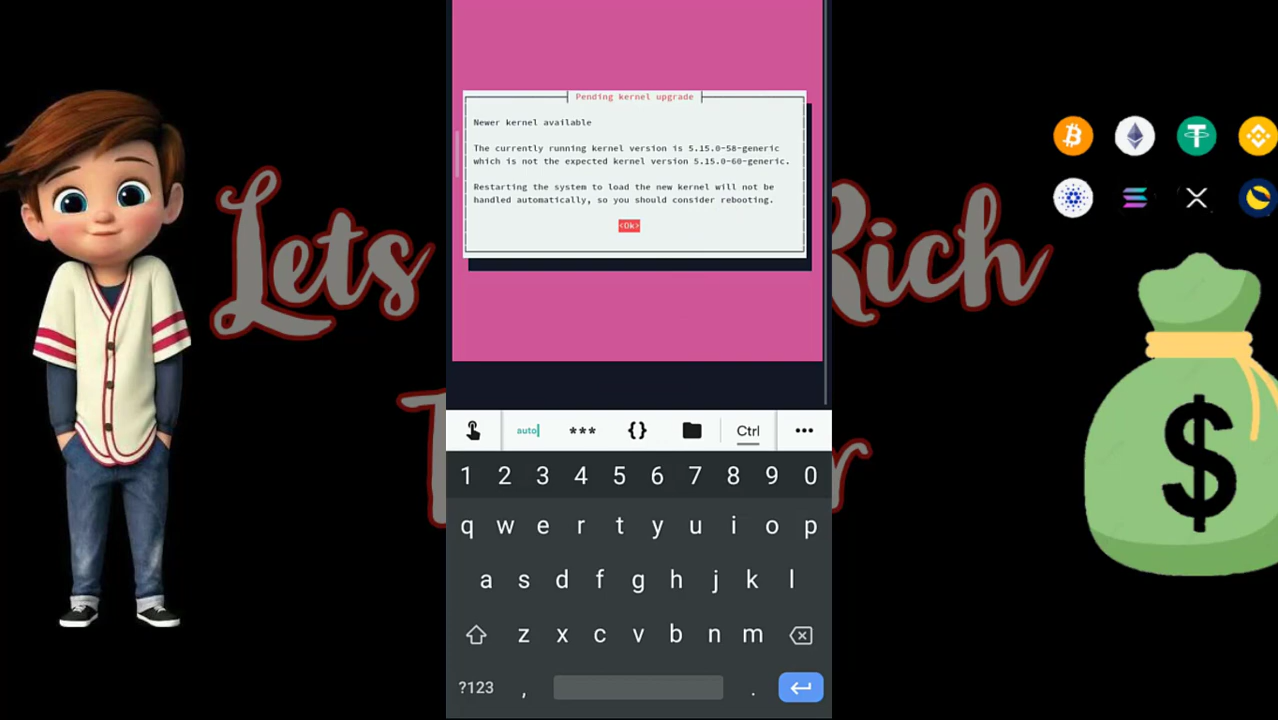 Lets
Rich
T
r
Pending kernel upgrade
Newer kernel available
The currently running kernel version is 5.15.0-58-generic
which is not the expected kernel version 5.15.0-60-generic.
Restarting the system to load the new kernel will not be
handled automatically, so you should consider rebooting.
<Ok>
auto
***
{}
Ctrl
•••
1 2 3 4 5 6 7 8 9 0
q w e r t y u i o p
a s d f g h j k l
z x c v b n m
?123 , .
$